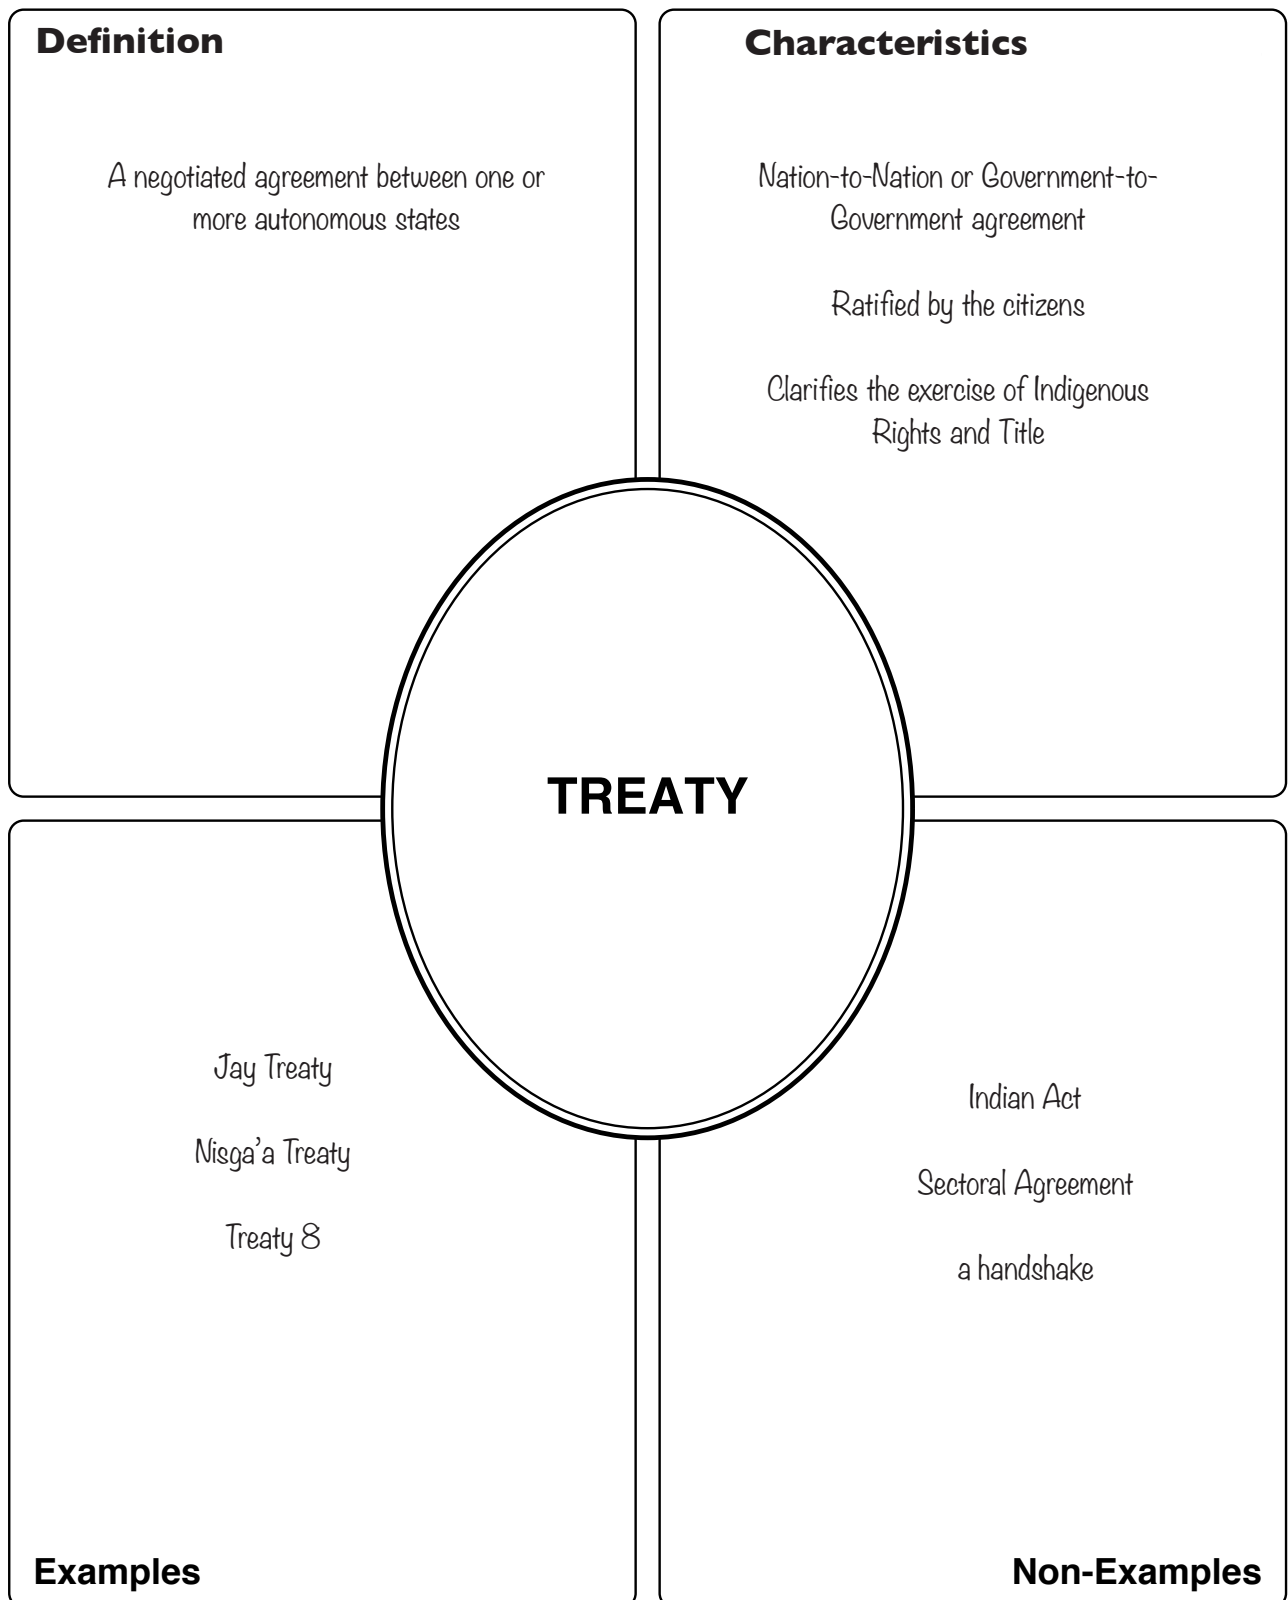 Definition
A negotiated agreement between one or
more autonomous states
Characteristics
Nation-to-Nation or Government-to-
Government agreement
Ratified by the citizens
Clarifies the exercise of Indigenous
Rights and Title
TREATY
Jay Treaty
Nisga'a Treaty
Treaty 8
Examples
Indian Act
Sectoral Agreement
a handshake
Non-Examples